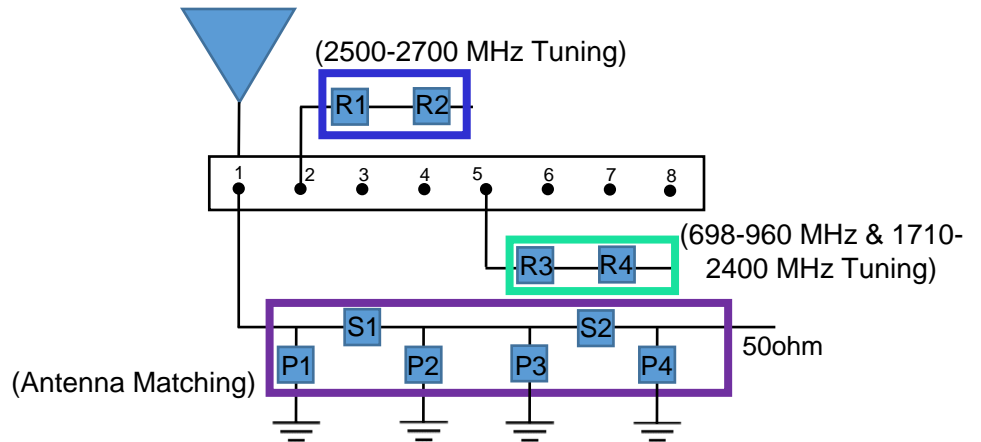 (2500-2700 MHz Tuning)
R1 R2
1 2 3 4 5 6 7 8
(698-960 MHz & 1710-
2400 MHz Tuning)
R3 R4
S1 S2
50ohm
P1 P2 P3 P4
(Antenna Matching)